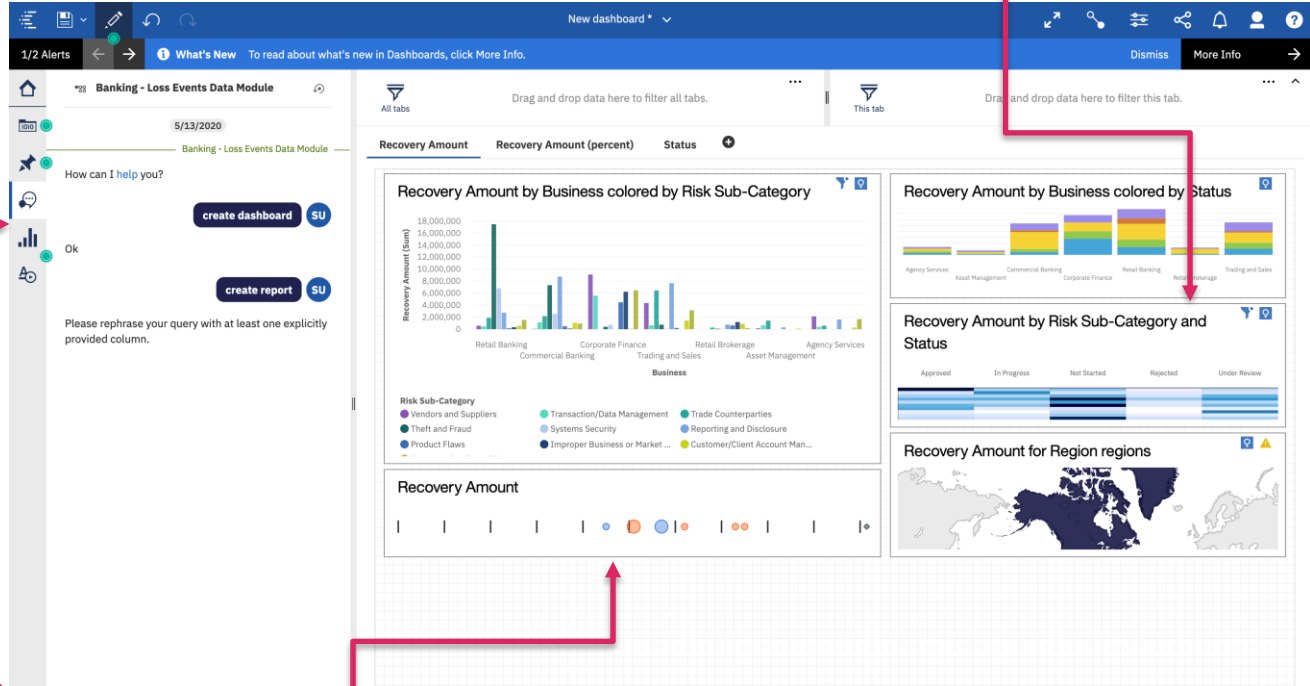 New dashboard *
1/2 Alerts
What's New To read about what's new in Dashboards, click More Info.
Dismiss
More Info
Banking - Loss Events Data Module
5/13/2020
Banking - Loss Events Data Module
How can I help you?
create dashboard
SU
Ok
create report
SU
Please rephrase your query with at least one explicitly
provided column.
All tabs
Drag and drop data here to filter all tabs.
This tab
Drag and drop data here to filter this tab.
Recovery Amount
Recovery Amount (percent)
Status
Recovery Amount by Business colored by Risk Sub-Category
Recovery Amount (Sum)
18,000,000
16,000,000
14,000,000
12,000,000
10,000,000
8,000,000
6,000,000
4,000,000
2,000,000
0
Retail Banking
Corporate Finance
Retail Brokerage
Agency Services
Commercial Banking
Trading and Sales
Asset Management
Business
Risk Sub-Category
Vendors and Suppliers
Transaction/Data Management
Trade Counterparties
Theft and Fraud
Systems Security
Reporting and Disclosure
Product Flaws
Improper Business or Market ...
Customer/Client Account Man...
Recovery Amount
Recovery Amount by Business colored by Status
Agency Services
Commercial Banking
Retail Banking
Trading and Sales
Asset Management
Corporate Finance
Retail Brokerage
Recovery Amount by Risk Sub-Category and
Status
Approved
In Progress
Not Started
Rejected
Under Review
Recovery Amount for Region regions